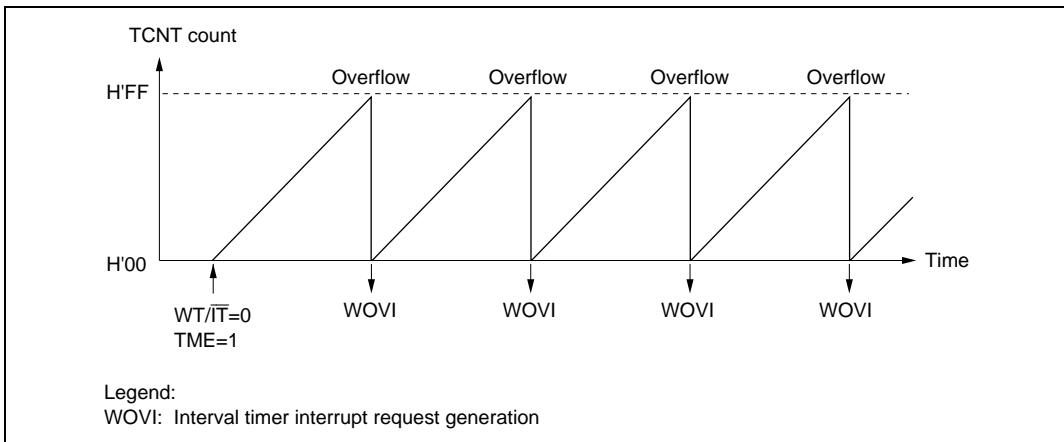 TCNT count
Overflow Overflow Overflow Overflow
H'FF
H'00
Time
WT/I̅T̅=0
TME=1
WOVI WOVI WOVI WOVI
Legend:
WOVI: Interval timer interrupt request generation